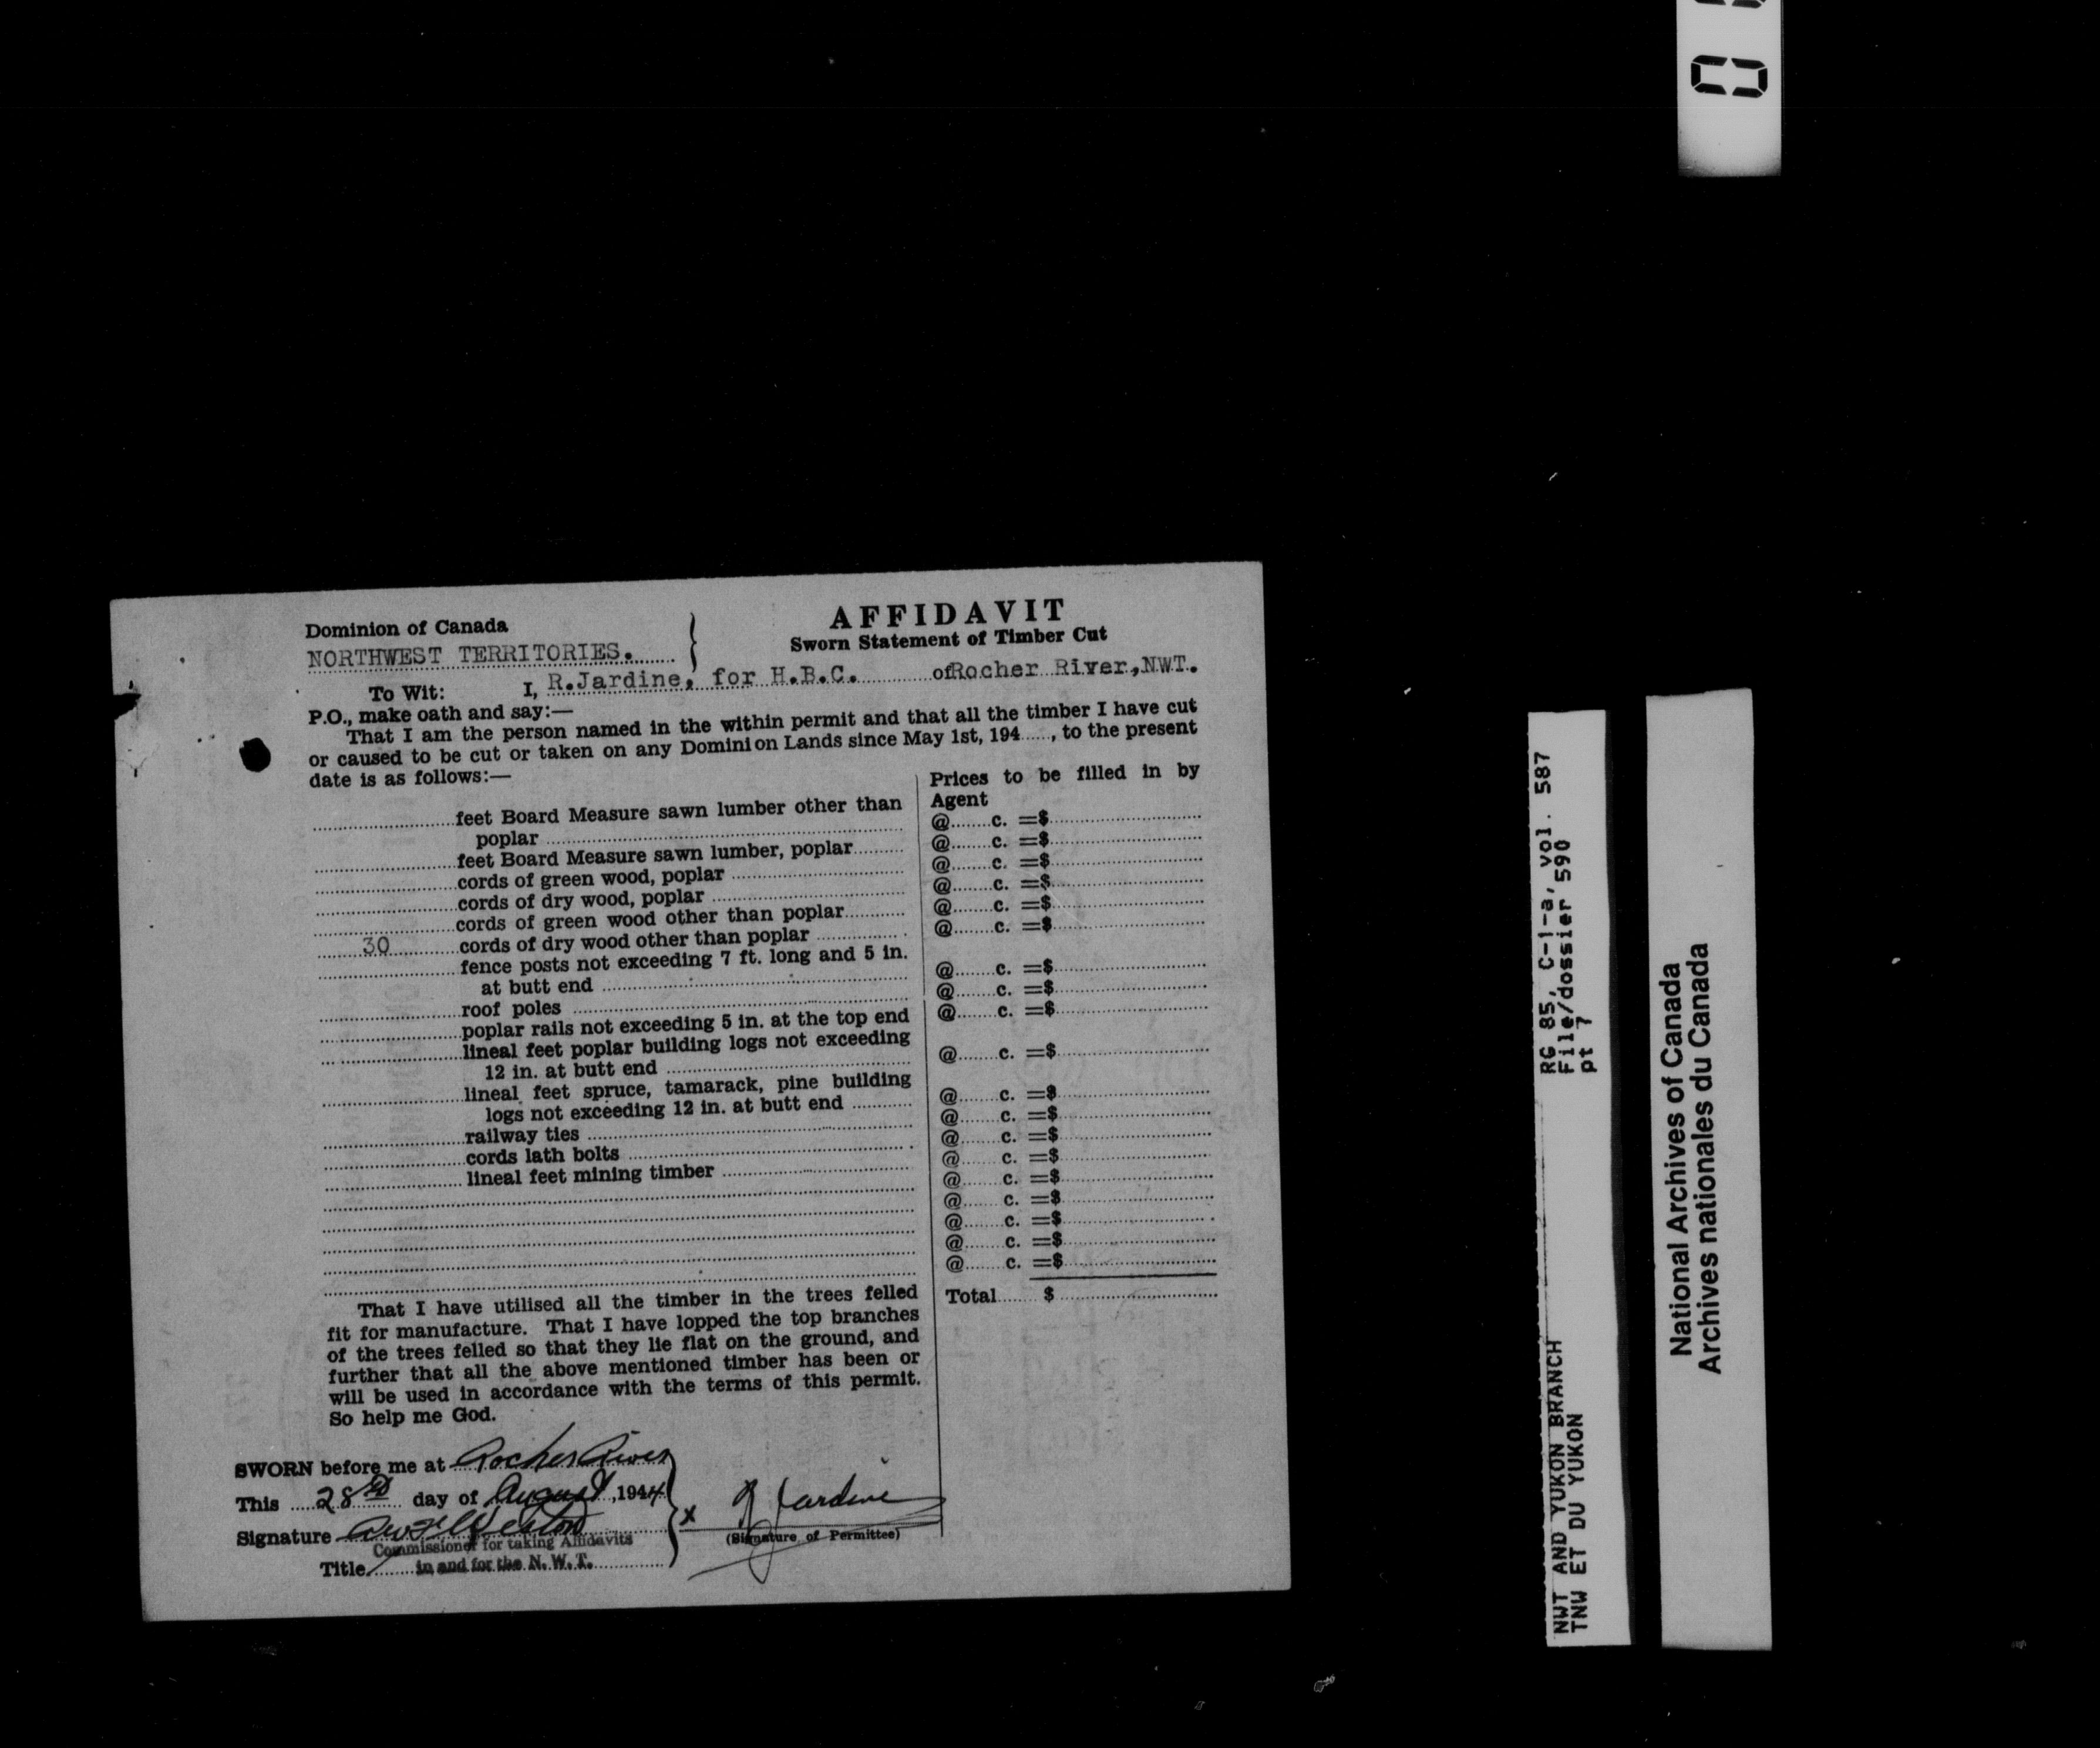 Dominion of Canada
NORTHWEST TERRITORIES.
AFFIDAVIT
Sworn Statement of Timber Cut
To Wit: I, R.Jardine, for H.B.C. of Rocher River, NWT.
P.O., make oath and say:—
That I am the person named in the within permit and that all the timber I have cut
or caused to be cut or taken on any Dominion Lands since May 1st, 194....., to the present
date is as follows:—
Prices to be filled in by
Agent
feet Board Measure sawn lumber other than
poplar @ c. =$
feet Board Measure sawn lumber, poplar @ c. =$
cords of green wood, poplar @ c. =$
cords of dry wood, poplar @ c. =$
cords of green wood other than poplar @ c. =$
30 cords of dry wood other than poplar @ c. =$
fence posts not exceeding 7 ft. long and 5 in.
at butt end @ c. =$
roof poles @ c. =$
poplar rails not exceeding 5 in. at the top end @ c. =$
lineal feet poplar building logs not exceeding
12 in. at butt end @ c. =$
lineal feet spruce, tamarack, pine building
logs not exceeding 12 in. at butt end @ c. =$
railway ties @ c. =$
cords lath bolts @ c. =$
lineal feet mining timber @ c. =$
@ c. =$
@ c. =$
@ c. =$
@ c. =$
@ c. =$
Total $
That I have utilised all the timber in the trees felled
fit for manufacture. That I have lopped the top branches
of the trees felled so that they lie flat on the ground, and
further that all the above mentioned timber has been or
will be used in accordance with the terms of this permit.
So help me God.
SWORN before me at Rocher River
This 28th day of August, 1944
Signature
Commissioner for taking Affidavits
Title in and for the N. W. T.
x R Jardine
(Signature of Permittee)
RG 85, C-1-a, vol. 587
File/dossier 590
pt 7
NWT AND YUKON BRANCH
TNW ET DU YUKON
National Archives of Canada
Archives nationales du Canada